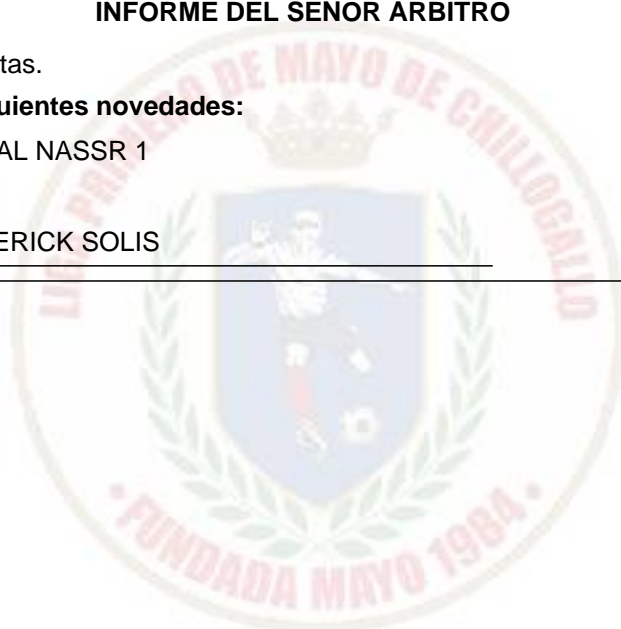 INFORME DEL SEÑOR ARBITRO
tas.
uientes novedades:
AL NASSR 1
ERICK SOLIS
LIGA PRIMERO DE MAYO DE CHILLOGALLO
• FUNDADA MAYO 1984 •